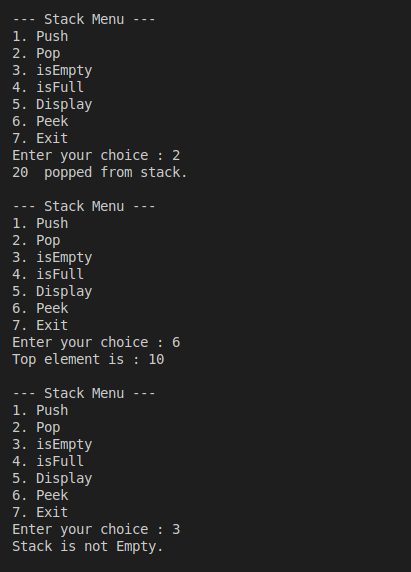 --- Stack Menu ---
1. Push
2. Pop
3. isEmpty
4. isFull
5. Display
6. Peek
7. Exit
Enter your choice : 2
20  popped from stack.

--- Stack Menu ---
1. Push
2. Pop
3. isEmpty
4. isFull
5. Display
6. Peek
7. Exit
Enter your choice : 6
Top element is : 10

--- Stack Menu ---
1. Push
2. Pop
3. isEmpty
4. isFull
5. Display
6. Peek
7. Exit
Enter your choice : 3
Stack is not Empty.